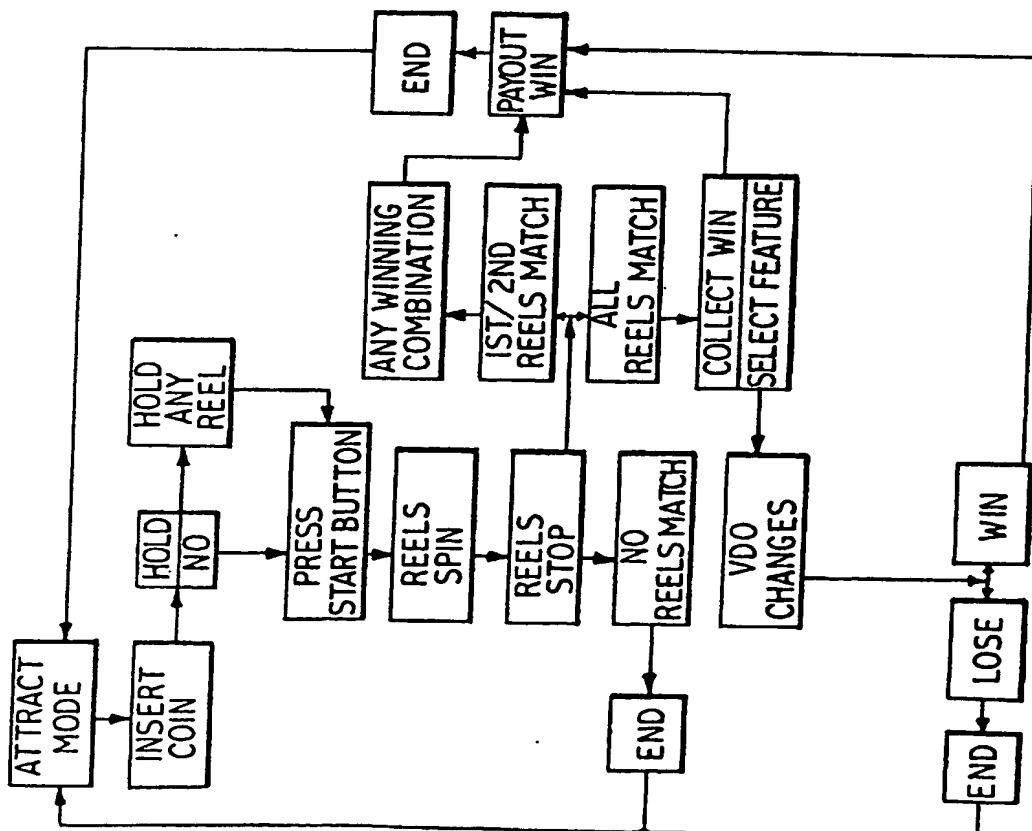 ATTRACT
MODE
INSERT
COIN
HOLD
NO
HOLD
ANY
REEL
PRESS
START BUTTON
REELS
SPIN
REELS
STOP
NO
REELS MATCH
END
ANY WINNING
COMBINATION
1ST/2ND
REELS MATCH
ALL
REELS MATCH
COLLECT WIN
SELECT FEATURE
PAYOUT
WIN
END
VDO
CHANGES
WIN
LOSE
END